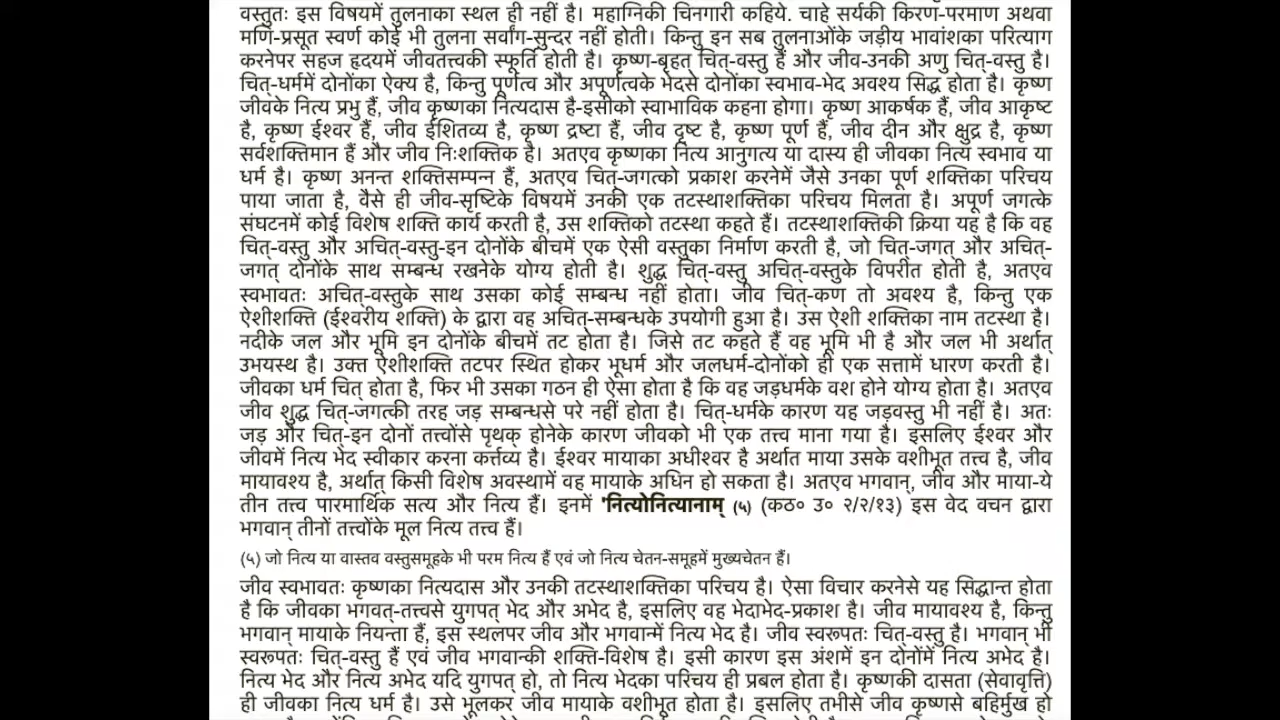 वस्तुतः इस विषयमें तुलनाका स्थल ही नहीं है। महाग्निकी चिनगारी कहिये. चाहे सर्यकी किरण-परमाण अथवा
मणि-प्रसूत स्वर्ण कोई भी तुलना सर्वांग-सुन्दर नहीं होती। किन्तु इन सब तुलनाओंके जड़ीय भावांशका परित्याग
करनेपर सहज हृदयमें जीवतत्त्वकी स्फूर्ति होती है। कृष्ण-बृहत् चित्-वस्तु हैं और जीव-उनकी अणु चित्-वस्तु है।
चित्-धर्ममें दोनोंका ऐक्य है, किन्तु पूर्णत्व और अपूर्णत्वके भेदसे दोनोंका स्वभाव-भेद अवश्य सिद्ध होता है। कृष्ण
जीवके नित्य प्रभु हैं, जीव कृष्णका नित्यदास है-इसीको स्वाभाविक कहना होगा। कृष्ण आकर्षक हैं, जीव आकृष्ट
है, कृष्ण ईश्वर हैं, जीव ईशितव्य है, कृष्ण द्रष्टा हैं, जीव दृष्ट है, कृष्ण पूर्ण हैं, जीव दीन और क्षुद्र है, कृष्ण
सर्वशक्तिमान हैं और जीव निःशक्तिक है। अतएव कृष्णका नित्य आनुगत्य या दास्य ही जीवका नित्य स्वभाव या
धर्म है। कृष्ण अनन्त शक्तिसम्पन्न हैं, अतएव चित्-जगत्को प्रकाश करनेमें जैसे उनका पूर्ण शक्तिका परिचय
पाया जाता है, वैसे ही जीव-सृष्टिके विषयमें उनकी एक तटस्थाशक्तिका परिचय मिलता है। अपूर्ण जगत्के
संघटनमें कोई विशेष शक्ति कार्य करती है, उस शक्तिको तटस्था कहते हैं। तटस्थाशक्तिकी क्रिया यह है कि वह
चित्-वस्तु और अचित्-वस्तु-इन दोनोंके बीचमें एक ऐसी वस्तुका निर्माण करती है, जो चित्-जगत् और अचित्-
जगत् दोनोंके साथ सम्बन्ध रखनेके योग्य होती है। शुद्ध चित्-वस्तु अचित्-वस्तुके विपरीत होती है, अतएव
स्वभावतः अचित्-वस्तुके साथ उसका कोई सम्बन्ध नहीं होता। जीव चित्-कण तो अवश्य है, किन्तु एक
ऐशीशक्ति (ईश्वरीय शक्ति) के द्वारा वह अचित्-सम्बन्धके उपयोगी हुआ है। उस ऐशी शक्तिका नाम तटस्था है।
नदीके जल और भूमि इन दोनोंके बीचमें तट होता है। जिसे तट कहते हैं वह भूमि भी है और जल भी अर्थात्
उभयस्थ है। उक्त ऐशीशक्ति तटपर स्थित होकर भूधर्म और जलधर्म-दोनोंको ही एक सत्तामें धारण करती है।
जीवका धर्म चित् होता है, फिर भी उसका गठन ही ऐसा होता है कि वह जड़धर्मके वश होने योग्य होता है। अतएव
जीव शुद्ध चित्-जगत्की तरह जड़ सम्बन्धसे परे नहीं होता है। चित्-धर्मके कारण यह जड़वस्तु भी नहीं है। अतः
जड़ और चित्-इन दोनों तत्त्वोंसे पृथक् होनेके कारण जीवको भी एक तत्त्व माना गया है। इसलिए ईश्वर और
जीवमें नित्य भेद स्वीकार करना कर्त्तव्य है। ईश्वर मायाका अधीश्वर है अर्थात माया उसके वशीभूत तत्त्व है, जीव
मायावश्य है, अर्थात् किसी विशेष अवस्थामें वह मायाके अधिन हो सकता है। अतएव भगवान्, जीव और माया-ये
तीन तत्त्व पारमार्थिक सत्य और नित्य हैं। इनमें 'नित्योनित्यानाम् (५) (कठ॰ उ॰ २/२/१३) इस वेद वचन द्वारा
भगवान् तीनों तत्त्वोंके मूल नित्य तत्त्व हैं।
(५) जो नित्य या वास्तव वस्तुसमूहके भी परम नित्य हैं एवं जो नित्य चेतन-समूहमें मुख्यचेतन हैं।
जीव स्वभावतः कृष्णका नित्यदास और उनकी तटस्थाशक्तिका परिचय है। ऐसा विचार करनेसे यह सिद्धान्त होता
है कि जीवका भगवत्-तत्त्वसे युगपत् भेद और अभेद है, इसलिए वह भेदाभेद-प्रकाश है। जीव मायावश्य है, किन्तु
भगवान् मायाके नियन्ता हैं, इस स्थलपर जीव और भगवान्में नित्य भेद है। जीव स्वरूपतः चित्-वस्तु है। भगवान् भी
स्वरूपतः चित्-वस्तु हैं एवं जीव भगवान्की शक्ति-विशेष है। इसी कारण इस अंशमें इन दोनोंमें नित्य अभेद है।
नित्य भेद और नित्य अभेद यदि युगपत् हो, तो नित्य भेदका परिचय ही प्रबल होता है। कृष्णकी दासता (सेवावृत्ति)
ही जीवका नित्य धर्म है। उसे भूलकर जीव मायाके वशीभूत होता है। इसलिए तभीसे जीव कृष्णसे बहिर्मुख हो